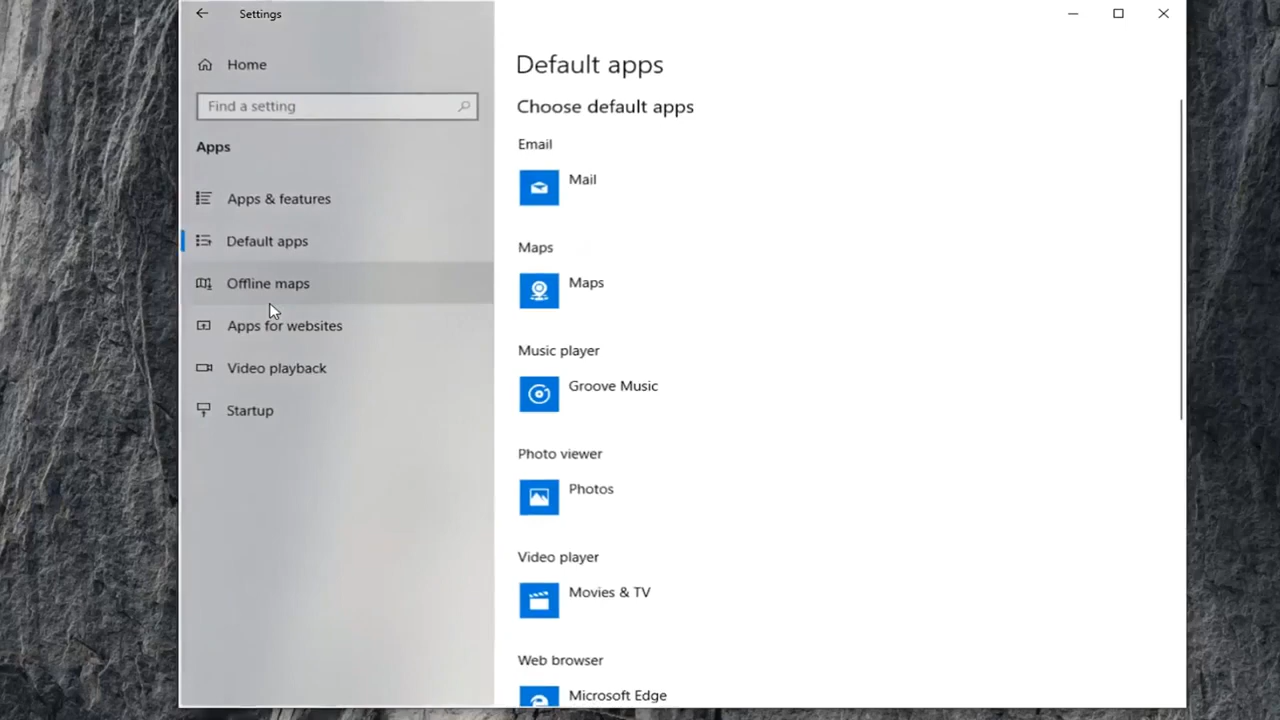 Settings
Home
Find a setting
Apps
Apps & features
Default apps
Offline maps
Apps for websites
Video playback
Startup
Default apps
Choose default apps
Email
Mail
Maps
Maps
Music player
Groove Music
Photo viewer
Photos
Video player
Movies & TV
Web browser
Microsoft Edge